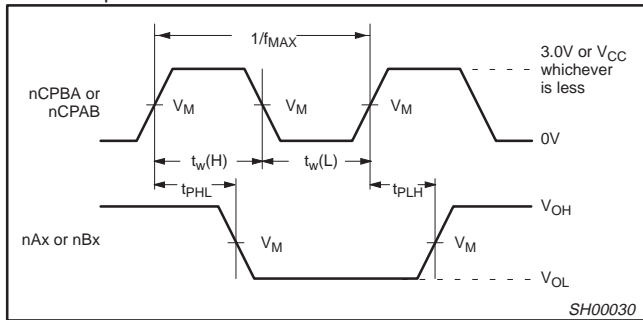 1/fMAX
3.0V or VCC
whichever
is less
nCPBA or
nCPAB
VM
VM
VM
0V
tw(H)
tw(L)
tPHL
tPLH
VOH
nAx or nBx
VM
VM
VOL
SH00030